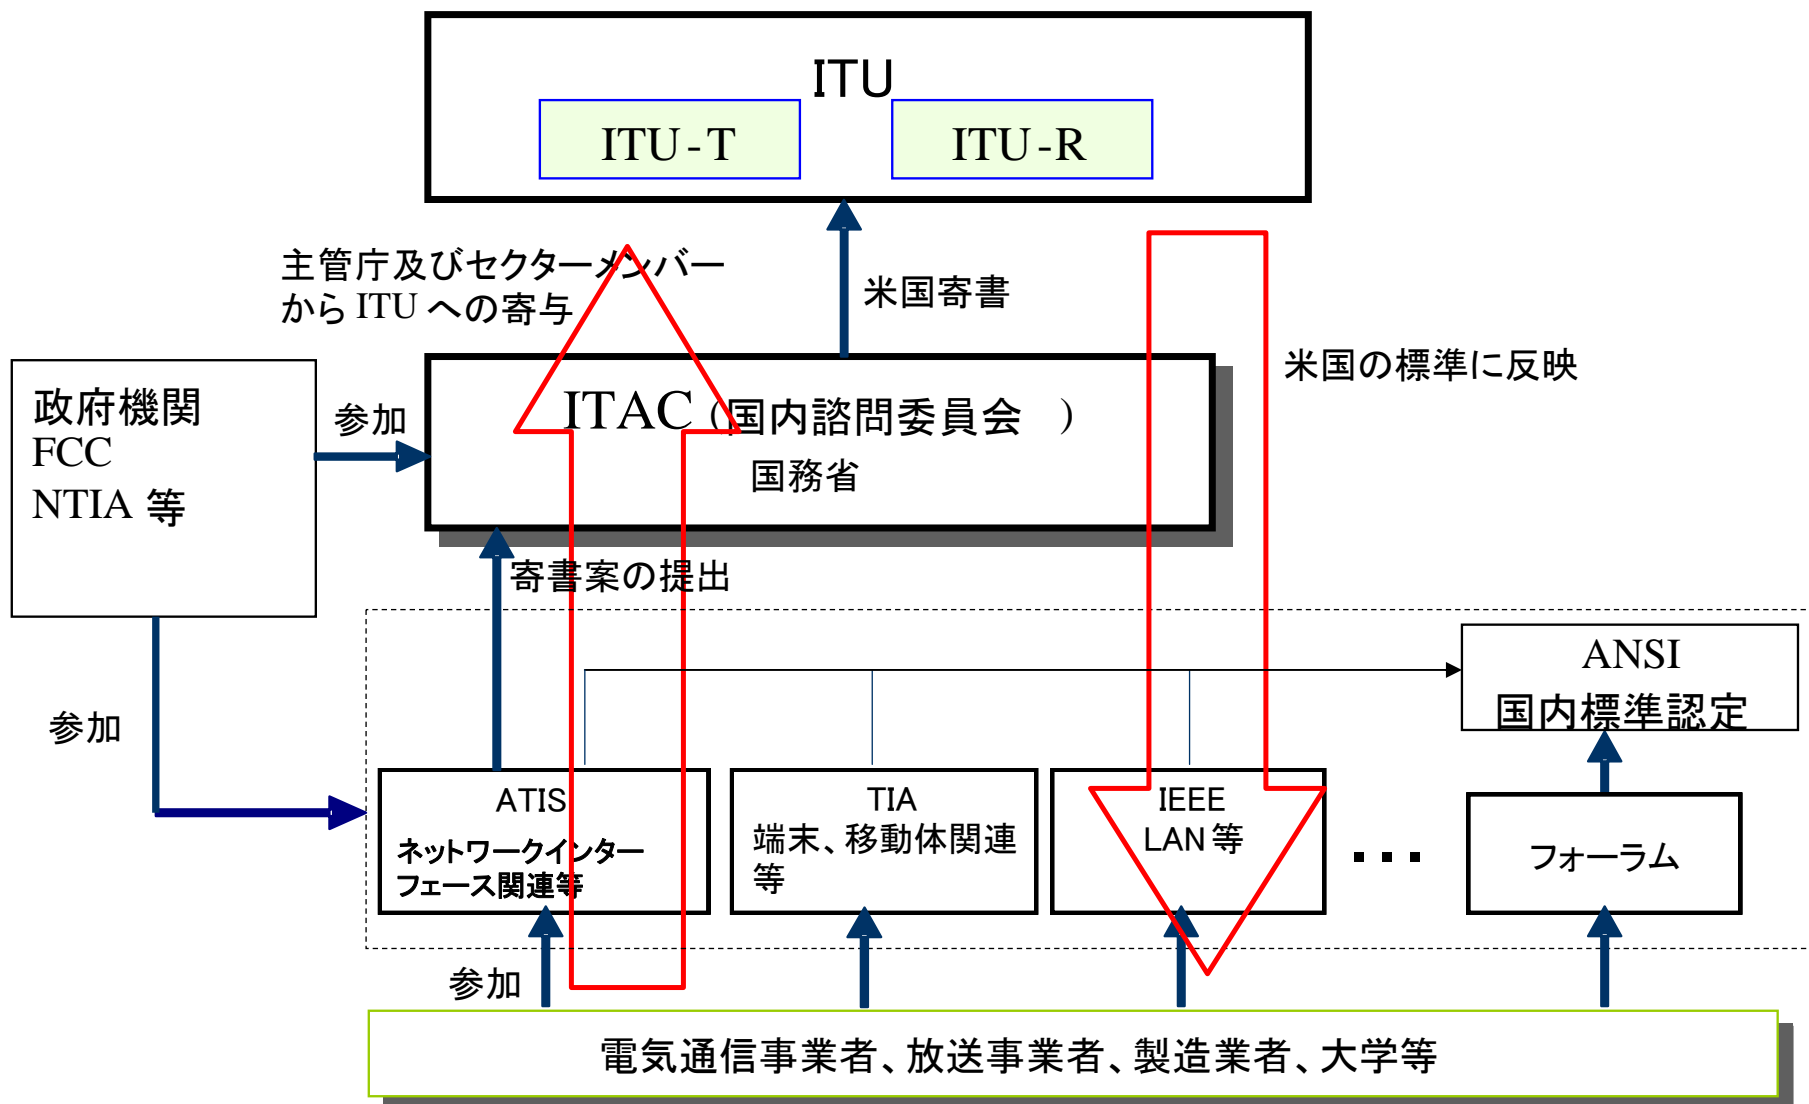 ITU
ITU-T
ITU-R
主管庁及びセクターメンバー
から ITU への寄与
米国寄書
米国の標準に反映
政府機関
FCC
NTIA 等
参加
ITAC (国内諮問委員会 )
国務省
寄書案の提出
参加
ANSI
国内標準認定
ATIS
ネットワークインター
フェース関連等
TIA
端末、移動体関連
等
IEEE
LAN 等
・・・
フォーラム
参加
電気通信事業者、放送事業者、製造業者、大学等